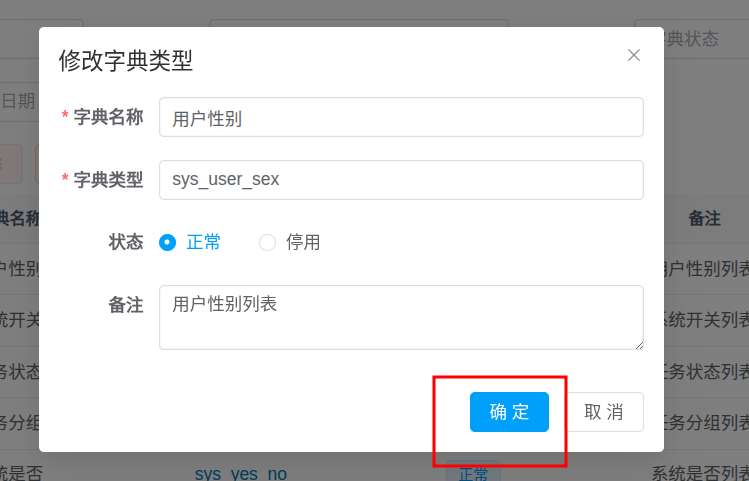 典状态
日期
修改字典类型
* 字典名称 用户性别
* 字典类型 sys_user_sex
状态 正常 停用
备注 用户性别列表
确 定 取 消
典名称 备注
户性别 用户性别列表
统开关 系统开关列表
务状态 任务状态列表
务分组 任务分组列表
统是否 sys_yes_no 正常 系统是否列表